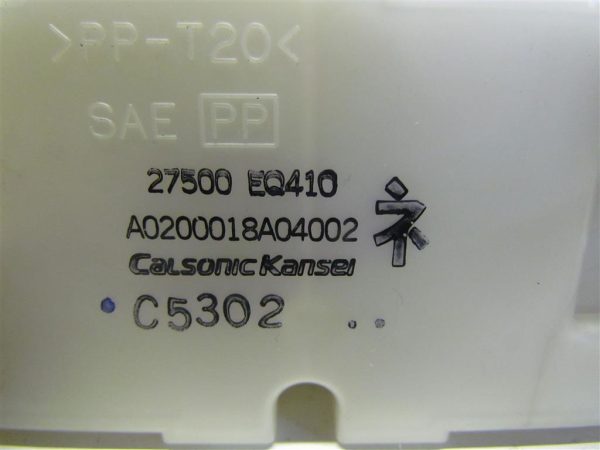 >PP-T20<
SAE PP
27500 EQ410
A0200018A04002
ネ
CalsonicKansei
C5302